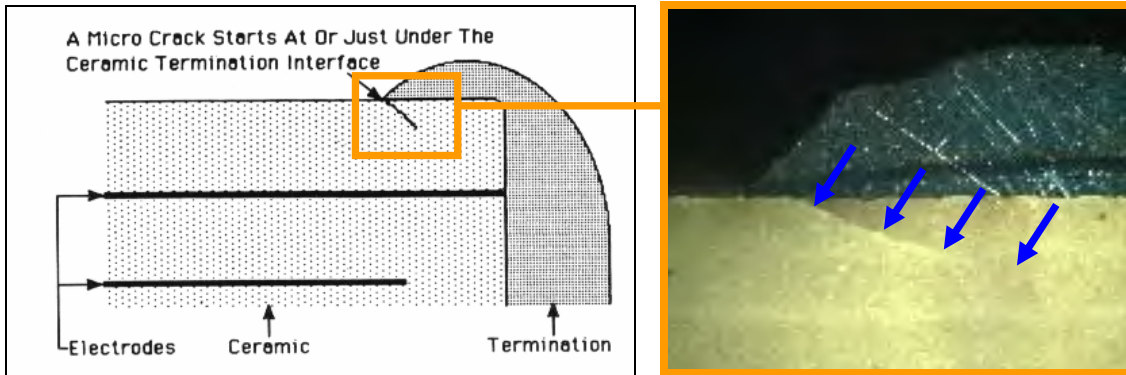 A Micro Crack Starts At Or Just Under The
Ceramic Termination Interface
Electrodes
Ceramic
Termination